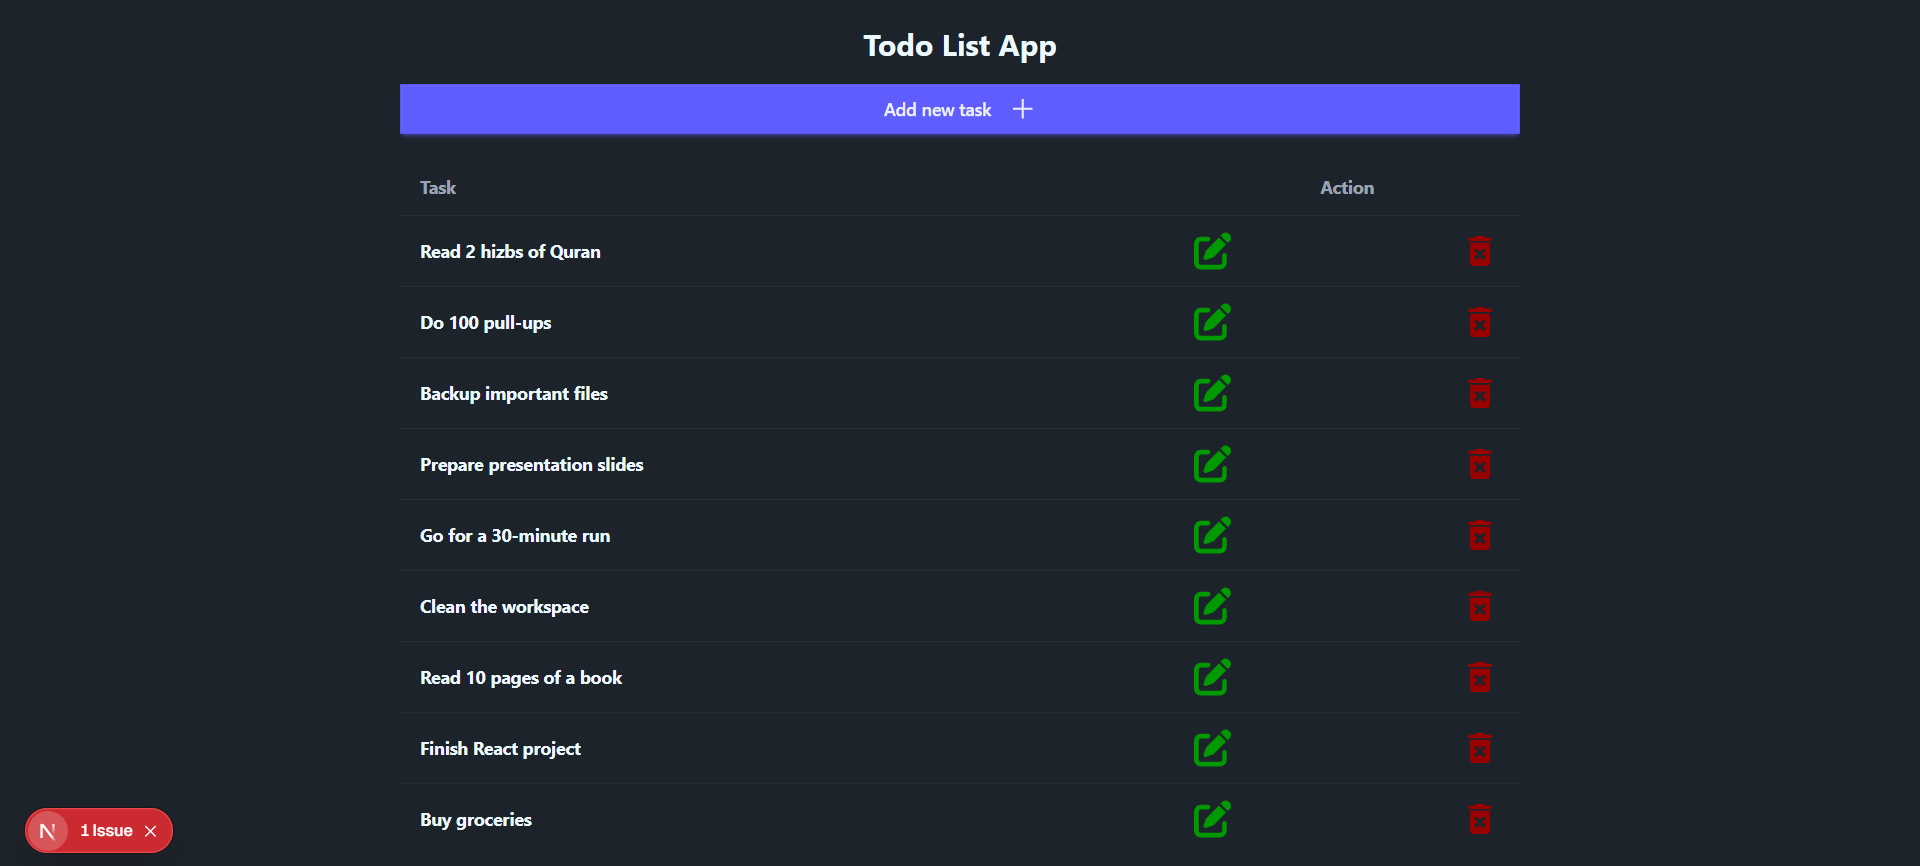 Todo List App
Add new task
Task Action
Read 2 hizbs of Quran
Do 100 pull-ups
Backup important files
Prepare presentation slides
Go for a 30-minute run
Clean the workspace
Read 10 pages of a book
Finish React project
Buy groceries
N 1 Issue